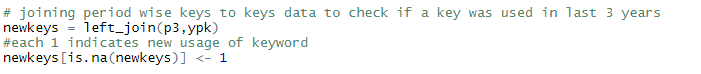 # joining period wise keys to keys data to check if a key was used in last 3 years
newkeys = left_join(p3,ypk)
#each 1 indicates new usage of keyword
newkeys[is.na(newkeys)] <- 1